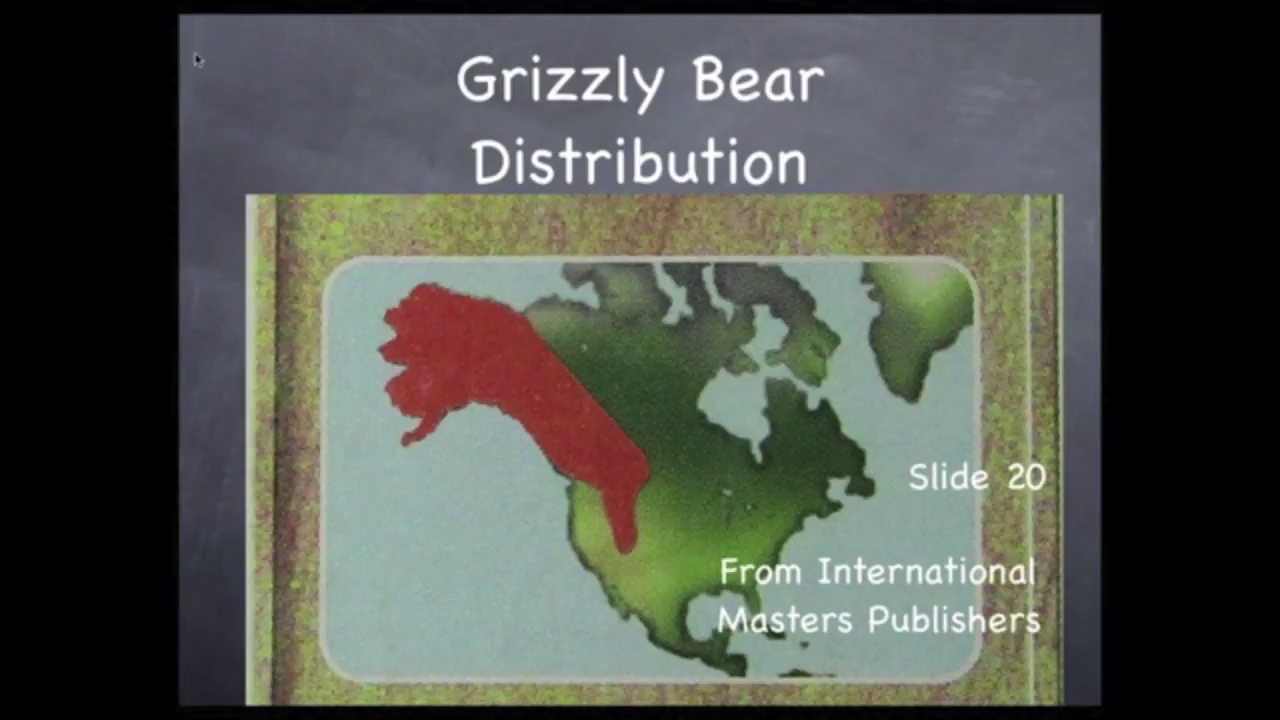 Grizzly Bear
Distribution
Slide 20
From International
Masters Publishers